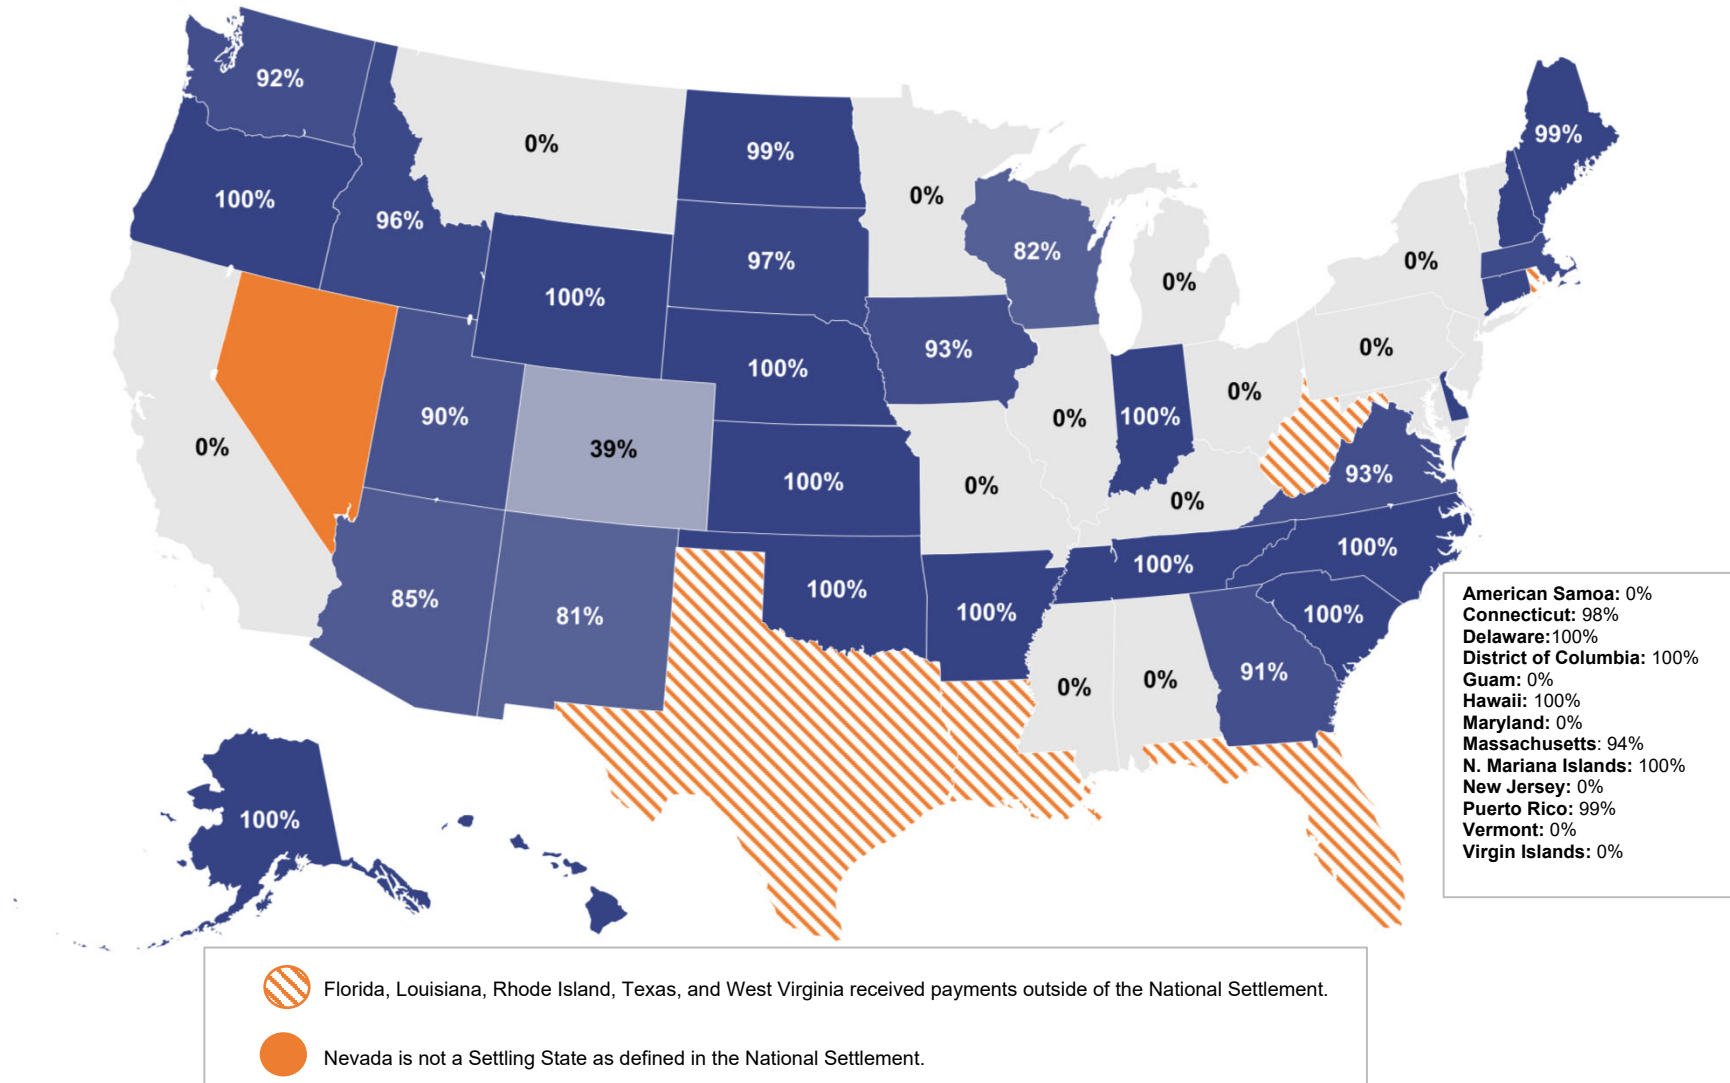 92%
99%
0%
99%
100%
96%
0%
97%
82%
0%
0%
100%
0%
93%
100%
0%
0%
90%
100%
0%
0%
39%
93%
100%
0%
0%
100%
100%
100%
85%
100%
100%
100%
81%
91%
0%
0%
American Samoa: 0%
Connecticut: 98%
Delaware:100%
District of Columbia: 100%
Guam: 0%
Hawaii: 100%
Maryland: 0%
Massachusetts: 94%
N. Mariana Islands: 100%
New Jersey: 0%
Puerto Rico: 99%
Vermont: 0%
Virgin Islands: 0%
100%
Florida, Louisiana, Rhode Island, Texas, and West Virginia received payments outside of the National Settlement.
Nevada is not a Settling State as defined in the National Settlement.